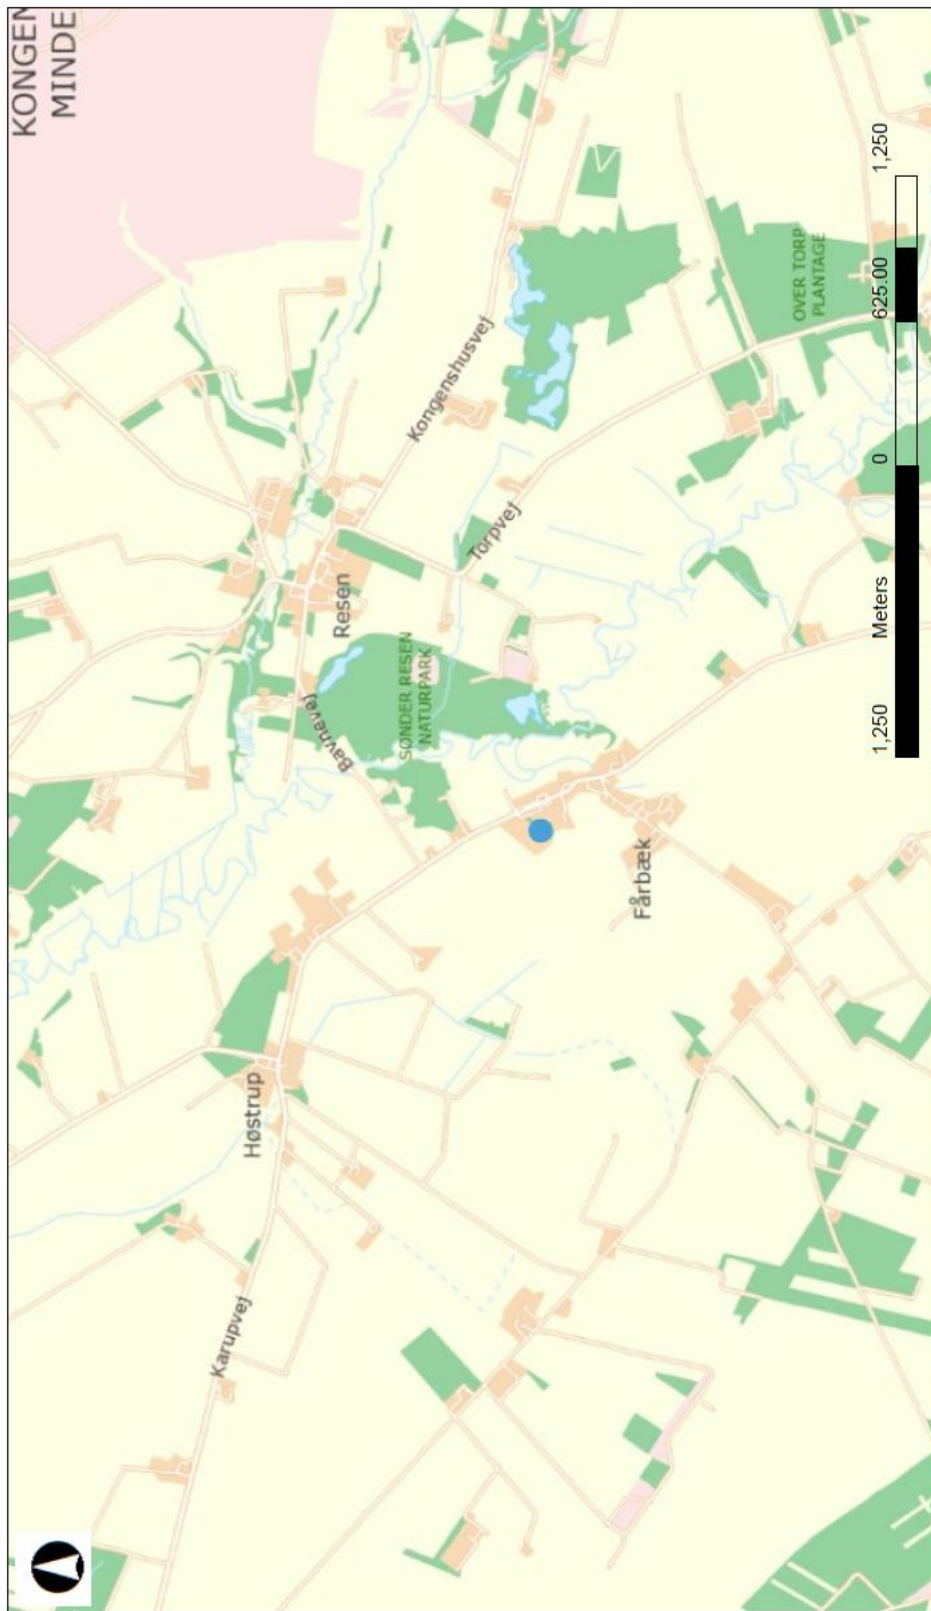 KONGEN
MINDE
Kongenshusvej
Resen
Torpvej
Bavnevej
SØNDER RESEN
NATURPARK
OVER TORP
PLANTAGE
Fårbæk
Høstrup
Karupvej
1,250 Meters 0 625.00 1,250